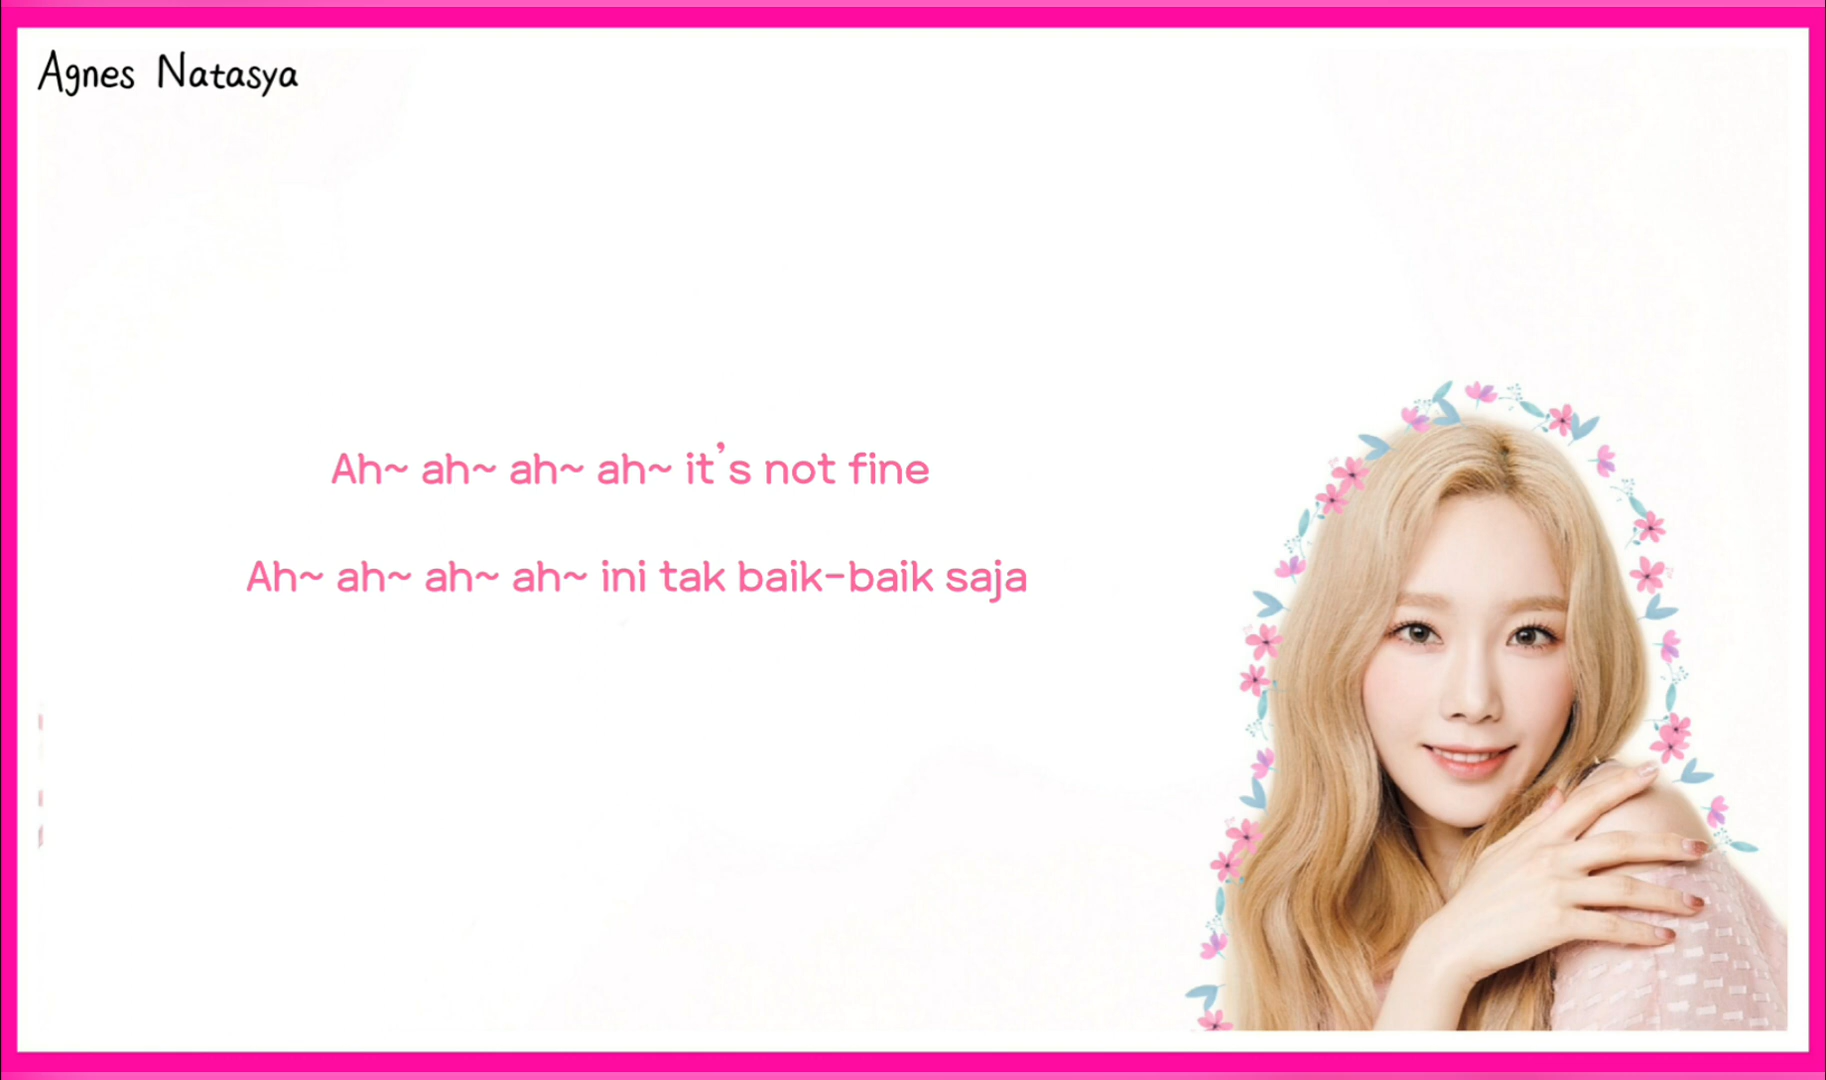 Agnes Natasya
Ah~ ah~ ah~ ah~ it's not fine
Ah~ ah~ ah~ ah~ ini tak baik-baik saja